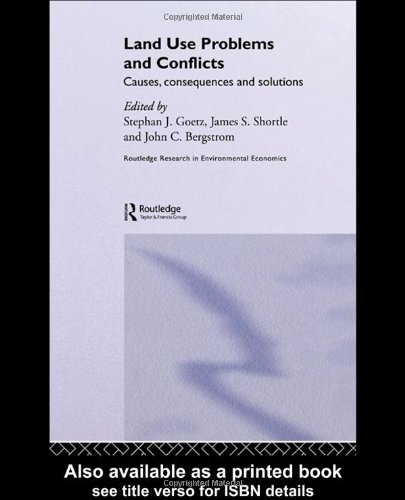 Copyrighted Material
Land Use Problems
and Conflicts
Causes, consequences and solutions
Edited by
Stephan J. Goetz, James S. Shortle
and John C. Bergstrom
Routledge Research in Environmental Economics
ROUTLEDGE
Routledge
Taylor & Francis Group
Copyrighted Material
Also available as a printed book
see title verso for ISBN details